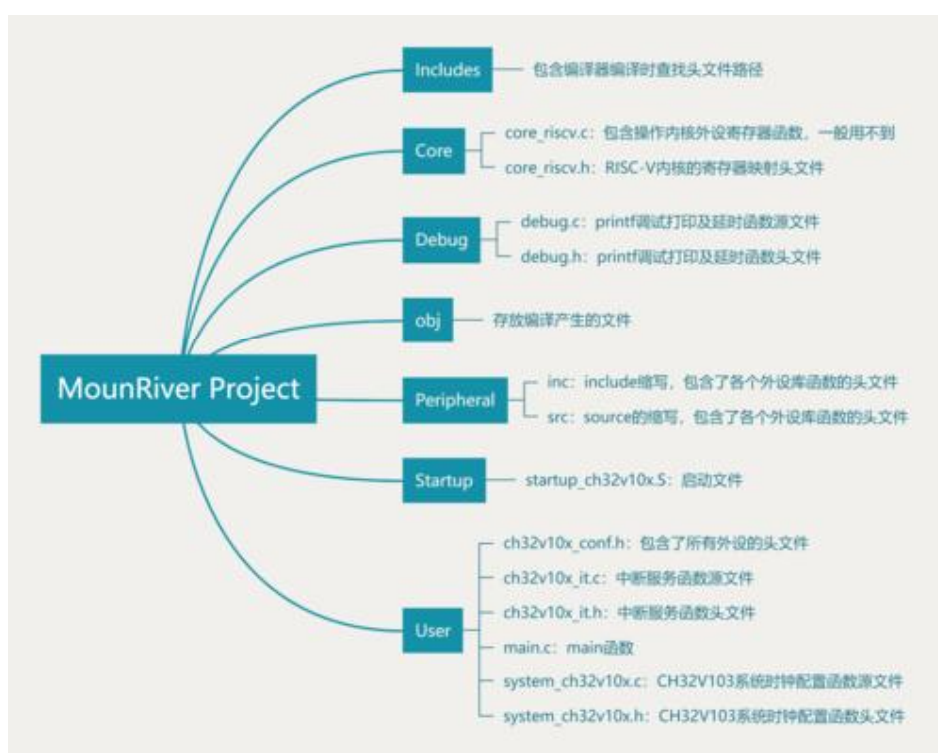 Includes
包含编译器编译时查找头文件路径
Core
core_riscv.c：包含操作内核外设寄存器函数，一般用不到
core_riscv.h：RISC-V内核的寄存器映射头文件
Debug
debug.c：printf调试打印及延时函数源文件
debug.h：printf调试打印及延时函数头文件
obj
存放编译产生的文件
MounRiver Project
Peripheral
inc：include缩写，包含了各个外设库函数的头文件
src：source的缩写，包含了各个外设库函数的头文件
Startup
startup_ch32v10x.S：启动文件
User
ch32v10x_conf.h：包含了所有外设的头文件
ch32v10x_it.c：中断服务函数源文件
ch32v10x_it.h：中断服务函数头文件
main.c：main函数
system_ch32v10x.c：CH32V103系统时钟配置函数源文件
system_ch32v10x.h：CH32V103系统时钟配置函数头文件